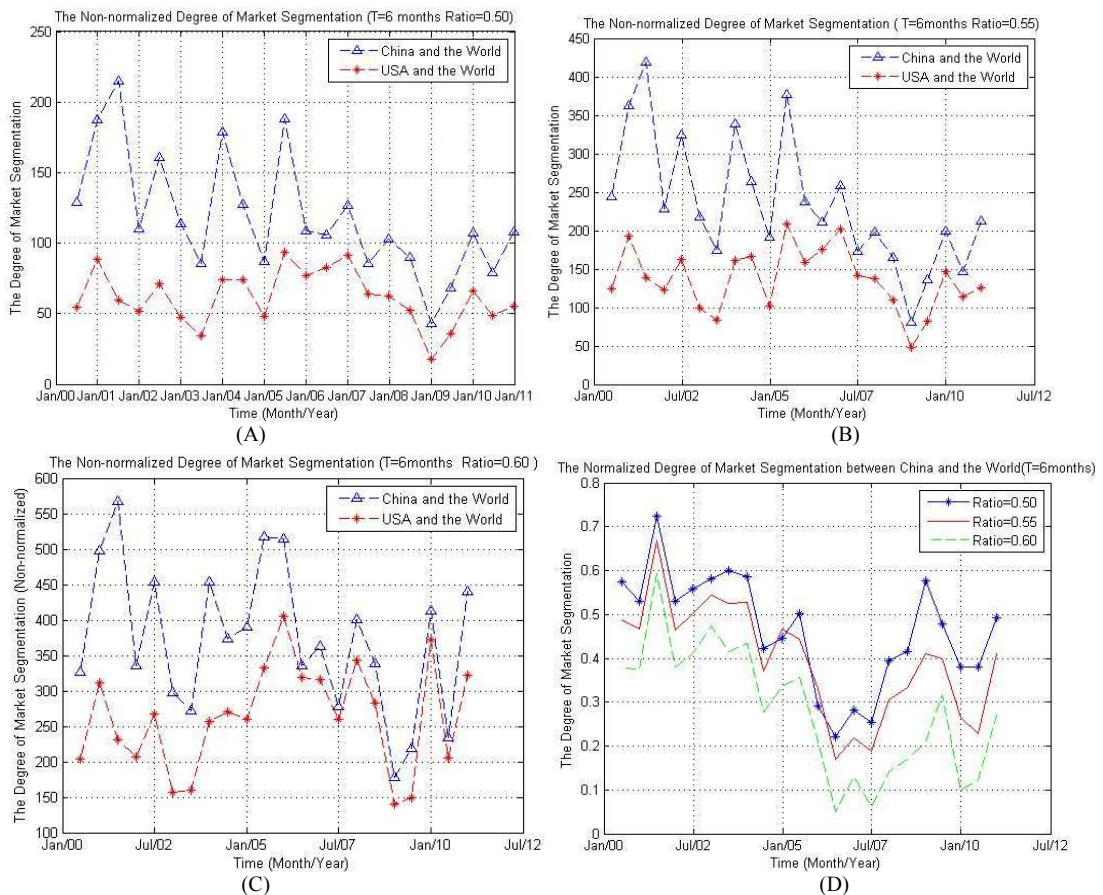 The Non-normalized Degree of Market Segmentation (T=6 months Ratio=0.50)
250
200
150
100
50
0
The Degree of Market Segmentation
China and the World
USA and the World
Jan/00 Jan/01 Jan/02 Jan/03 Jan/04 Jan/05 Jan/06 Jan/07 Jan/08 Jan/09 Jan/10 Jan/11
Time (Month/Year)
(A)
The Non-normalized Degree of Market Segmentation ( T=6months Ratio=0.55)
450
400
350
300
250
200
150
100
50
0
The Degree of Market Segmentation
China and the World
USA and the World
Jan/00 Jul/02 Jan/05 Jul/07 Jan/10 Jul/12
Time (Month/Year)
(B)
The Non-normalized Degree of Market Segmentation (T=6months Ratio=0.60 )
600
550
500
450
400
350
300
250
200
150
100
The Degree of Market Segmentation (Non-normalized)
China and the World
USA and the World
Jan/00 Jul/02 Jan/05 Jul/07 Jan/10 Jul/12
Time (Month/Year)
(C)
The Normalized Degree of Market Segmentation between China and the World(T=6months)
0.8
0.7
0.6
0.5
0.4
0.3
0.2
0.1
0
The Degree of Market Segmentation
Ratio=0.50
Ratio=0.55
Ratio=0.60
Jan/00 Jul/02 Jan/05 Jul/07 Jan/10 Jul/12
Time (Month/Year)
(D)